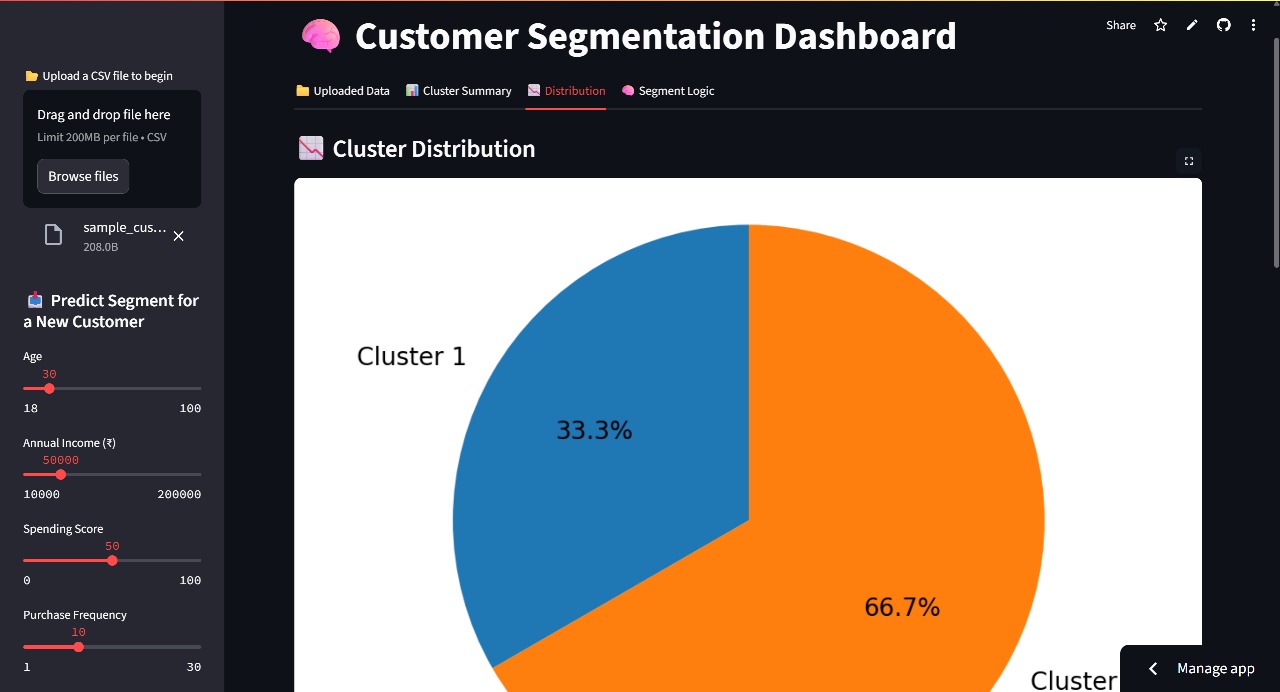 Customer Segmentation Dashboard
Share
Upload a CSV file to begin
Drag and drop file here
Limit 200MB per file • CSV
Browse files
sample_cus...
208.0B
Predict Segment for
a New Customer
Age
30
18 100
Annual Income (₹)
50000
10000 200000
Spending Score
50
0 100
Purchase Frequency
10
1 30
Uploaded Data Cluster Summary Distribution Segment Logic
Cluster Distribution
Cluster 1
33.3%
66.7%
Cluster
Manage app